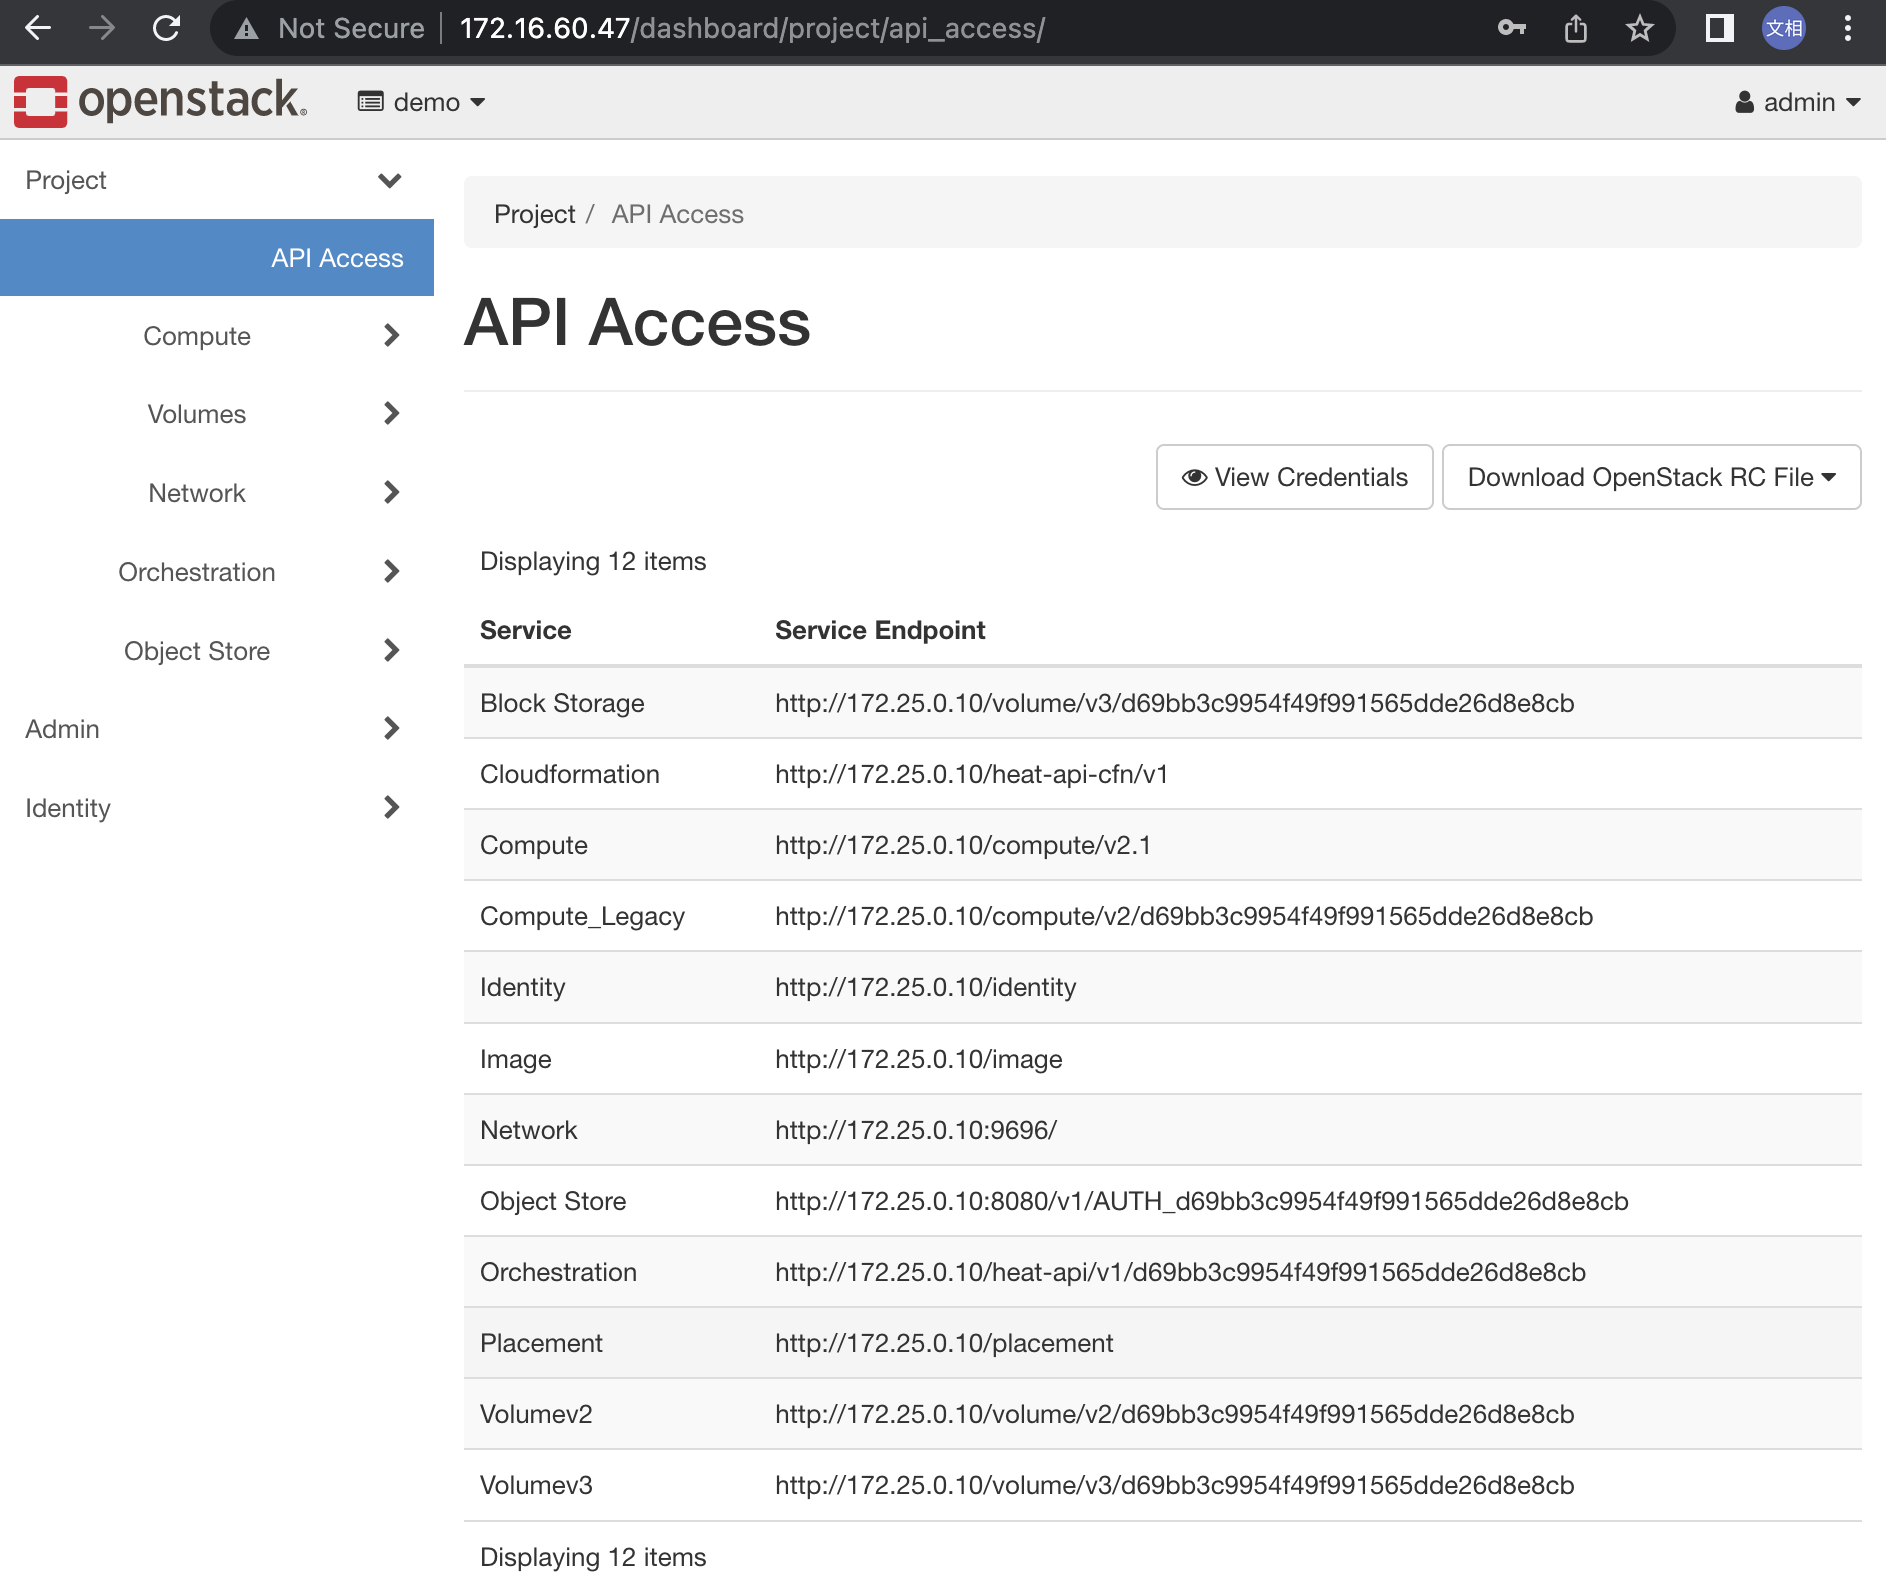 Not Secure 172.16.60.47/dashboard/project/api_access/ 文相
openstack. demo admin
Project
API Access
Compute
Volumes
Network
Orchestration
Object Store
Admin
Identity
Project / API Access
API Access
View Credentials Download OpenStack RC File
Displaying 12 items
Service Service Endpoint
Block Storage http://172.25.0.10/volume/v3/d69bb3c9954f49f991565dde26d8e8cb
Cloudformation http://172.25.0.10/heat-api-cfn/v1
Compute http://172.25.0.10/compute/v2.1
Compute_Legacy http://172.25.0.10/compute/v2/d69bb3c9954f49f991565dde26d8e8cb
Identity http://172.25.0.10/identity
Image http://172.25.0.10/image
Network http://172.25.0.10:9696/
Object Store http://172.25.0.10:8080/v1/AUTH_d69bb3c9954f49f991565dde26d8e8cb
Orchestration http://172.25.0.10/heat-api/v1/d69bb3c9954f49f991565dde26d8e8cb
Placement http://172.25.0.10/placement
Volumev2 http://172.25.0.10/volume/v2/d69bb3c9954f49f991565dde26d8e8cb
Volumev3 http://172.25.0.10/volume/v3/d69bb3c9954f49f991565dde26d8e8cb
Displaying 12 items